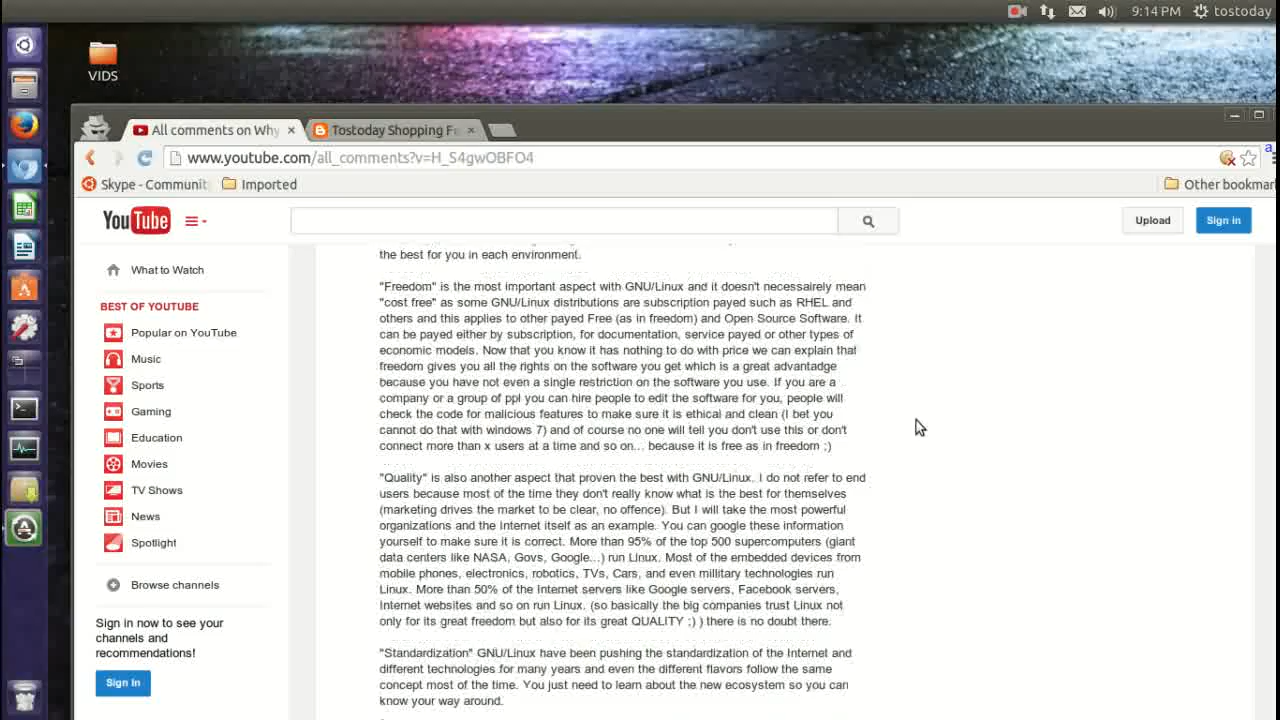 9:14 PM tostoday
VIDS
All comments on Why
Tostoday Shopping Fe
www.youtube.com/all_comments?v=H_S4gwOBFO4
a
Skype - Communit
Imported
Other bookmar
YouTube
Upload
Sign in
What to Watch
BEST OF YOUTUBE
Popular on YouTube
Music
Sports
Gaming
Education
Movies
TV Shows
News
Spotlight
Browse channels
Sign in now to see your
channels and
recommendations!
Sign In
the best for you in each environment.
"Freedom" is the most important aspect with GNU/Linux and it doesn't necessairely mean
"cost free" as some GNU/Linux distributions are subscription payed such as RHEL and
others and this applies to other payed Free (as in freedom) and Open Source Software. It
can be payed either by subscription, for documentation, service payed or other types of
economic models. Now that you know it has nothing to do with price we can explain that
freedom gives you all the rights on the software you get which is a great advantadge
because you have not even a single restriction on the software you use. If you are a
company or a group of ppl you can hire people to edit the software for you, people will
check the code for malicious features to make sure it is ethical and clean (I bet you
cannot do that with windows 7) and of course no one will tell you don't use this or don't
connect more than x users at a time and so on... because it is free as in freedom ;)
"Quality" is also another aspect that proven the best with GNU/Linux. I do not refer to end
users because most of the time they don't really know what is the best for themselves
(marketing drives the market to be clear, no offence). But I will take the most powerful
organizations and the Internet itself as an example. You can google these information
yourself to make sure it is correct. More than 95% of the top 500 supercomputers (giant
data centers like NASA, Govs, Google...) run Linux. Most of the embedded devices from
mobile phones, electronics, robotics, TVs, Cars, and even millitary technologies run
Linux. More than 50% of the Internet servers like Google servers, Facebook servers,
Internet websites and so on run Linux. (so basically the big companies trust Linux not
only for its great freedom but also for its great QUALITY ;) ) there is no doubt there.
"Standardization" GNU/Linux have been pushing the standardization of the Internet and
different technologies for many years and even the different flavors follow the same
concept most of the time. You just need to learn about the new ecosystem so you can
know your way around.